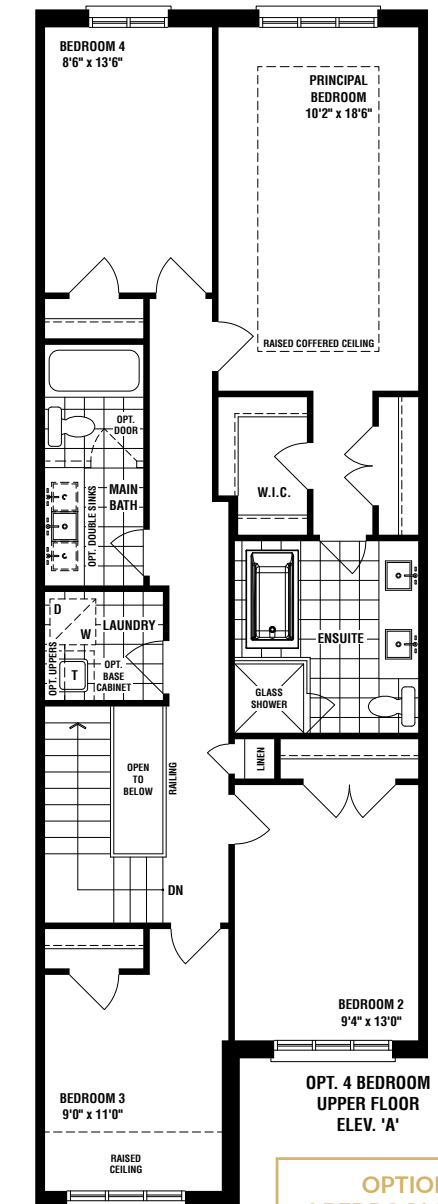 BEDROOM 4
8'6" x 13'6"
PRINCIPAL
BEDROOM
10'2" x 18'6"
RAISED COFFERED CEILING
OPT.
DOOR
W.I.C.
MAIN
BATH
OPT. DOUBLE SINKS
ENSUITE
D
W
LAUNDRY
OPT. UPPERS
T
OPT.
BASE
CABINET
GLASS
SHOWER
OPEN
TO
BELOW
RAILING
LINEN
DN
BEDROOM 2
9'4" x 13'0"
BEDROOM 3
9'0" x 11'0"
RAISED
CEILING
OPT. 4 BEDROOM
UPPER FLOOR
ELEV. 'A'